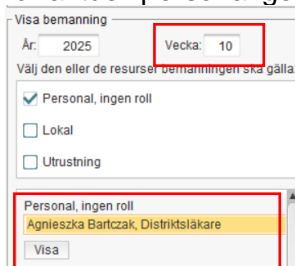 Visa bemanning
År: 2025 Vecka: 10
Välj den eller de resurser bemanningen ska gälla:
Personal, ingen roll
Lokal
Utrustning
Personal, ingen roll
Agnieszka Bartczak, Distriktsläkare
Visa